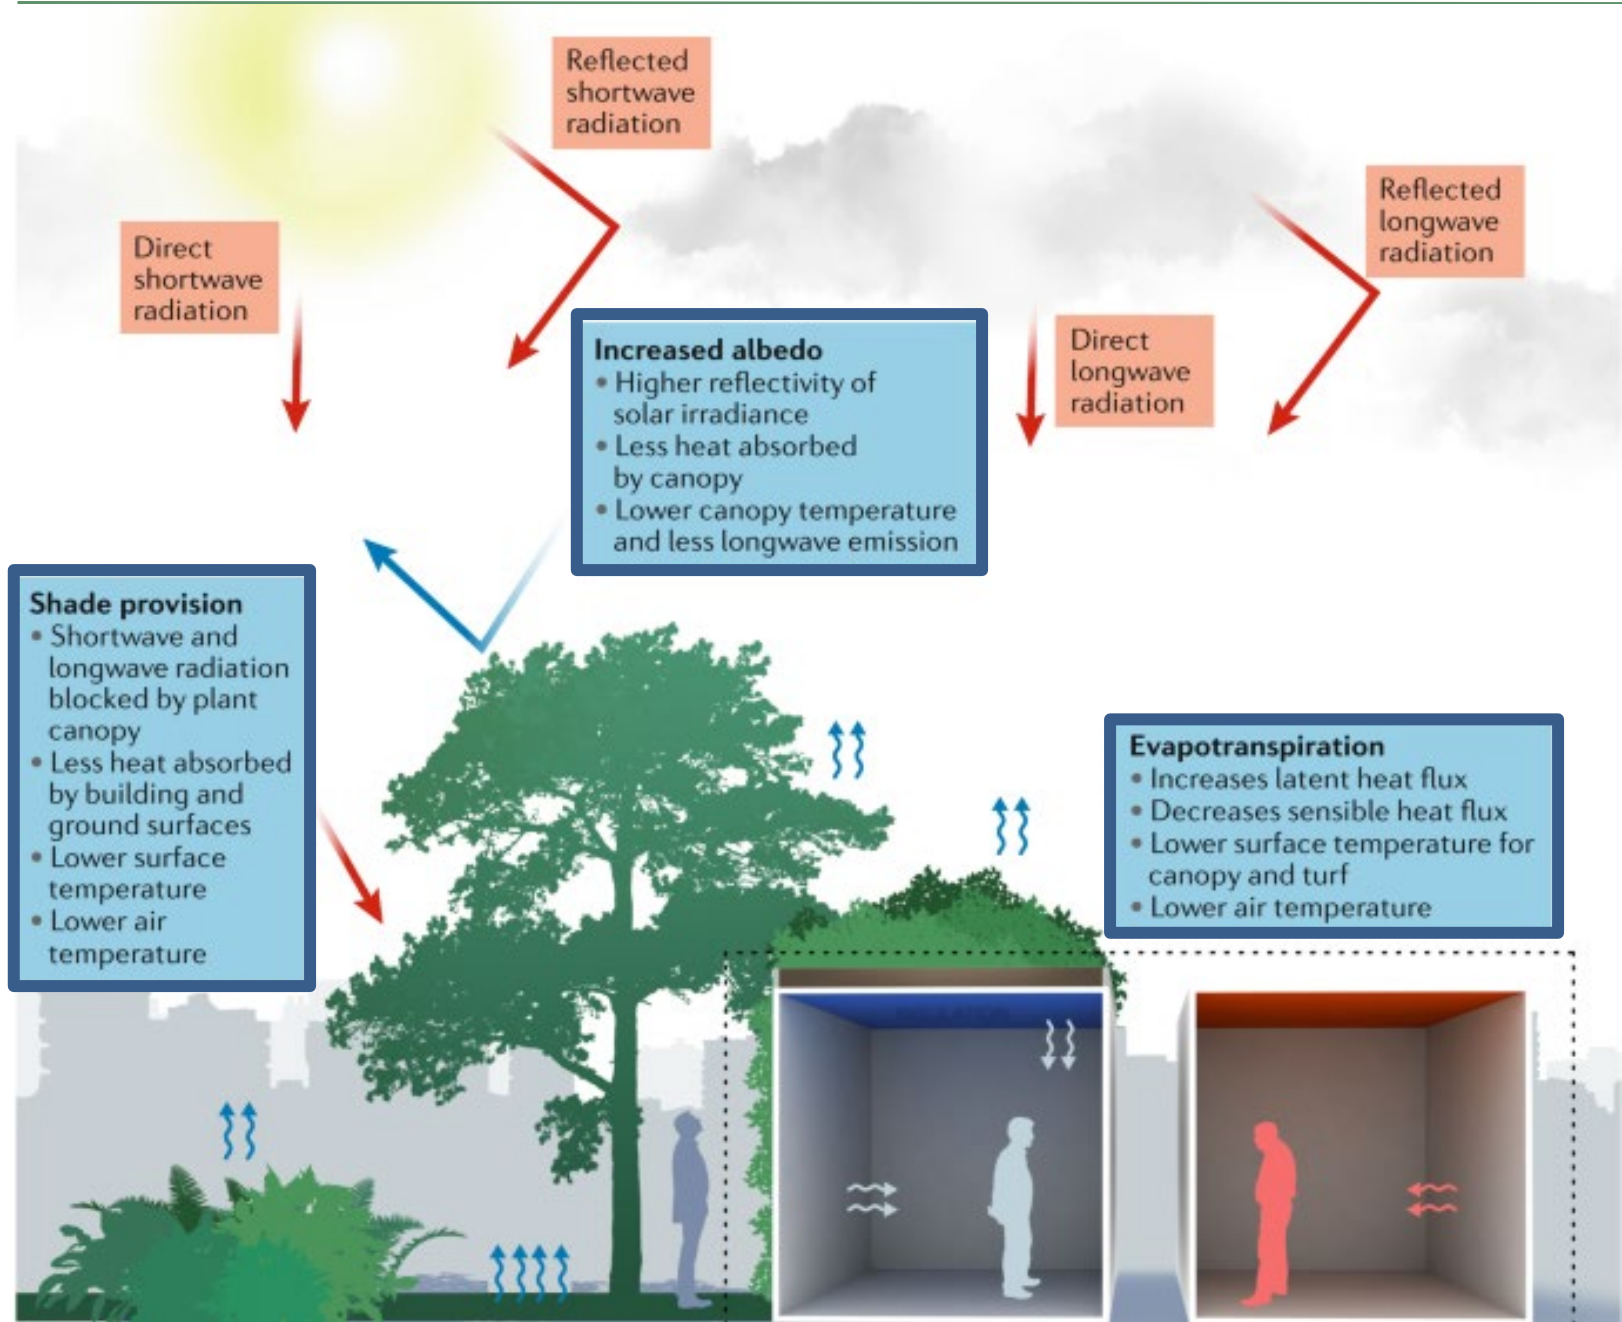 Reflected
shortwave
radiation
Reflected
longwave
radiation
Direct
shortwave
radiation
Direct
longwave
radiation
Increased albedo
• Higher reflectivity of
solar irradiance
• Less heat absorbed
by canopy
• Lower canopy temperature
and less longwave emission
Shade provision
• Shortwave and
longwave radiation
blocked by plant
canopy
• Less heat absorbed
by building and
ground surfaces
• Lower surface
temperature
• Lower air
temperature
Evapotranspiration
• Increases latent heat flux
• Decreases sensible heat flux
• Lower surface temperature for
canopy and turf
• Lower air temperature